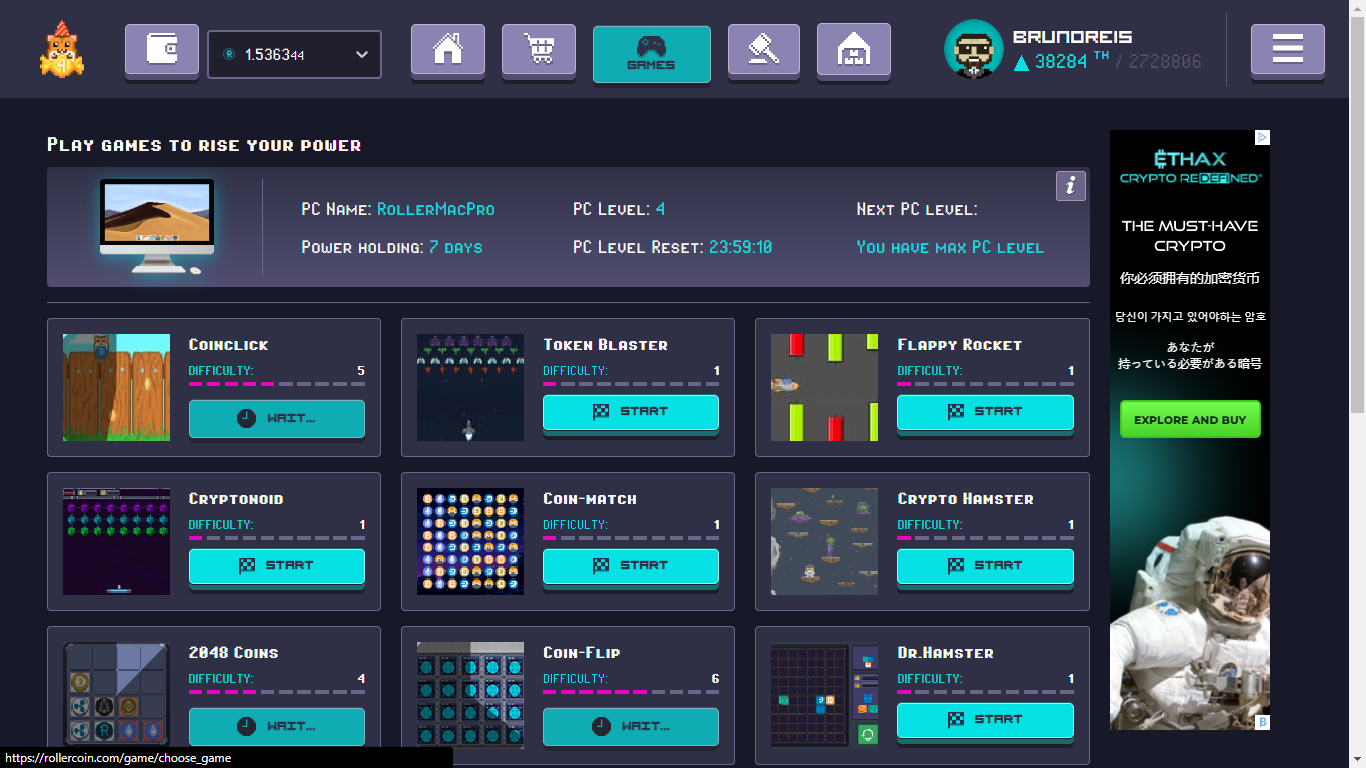 1.536344
GAMES
BRUNOREIS
38284 TH / 2728806
Play games to rise your power
PC Name: RollerMacPro
PC Level: 4
Next PC level:
Power holding: 7 days
PC Level Reset: 23:59:10
You have max PC level
i
Coinclick
Difficulty: 5
WAIT...
Token Blaster
Difficulty: 1
START
Flappy Rocket
Difficulty: 1
START
Cryptonoid
Difficulty: 1
START
Coin-match
Difficulty: 1
START
Crypto Hamster
Difficulty: 1
START
2048 Coins
Difficulty: 4
WAIT...
Coin-Flip
Difficulty: 6
WAIT...
Dr.Hamster
Difficulty: 1
START
ETHAX
CRYPTO REDEFINED
THE MUST-HAVE
CRYPTO
你必须拥有的加密货币
당신이 가지고 있어야하는 암호
あなたが
持っている必要がある暗号
EXPLORE AND BUY
https://rollercoin.com/game/choose_game